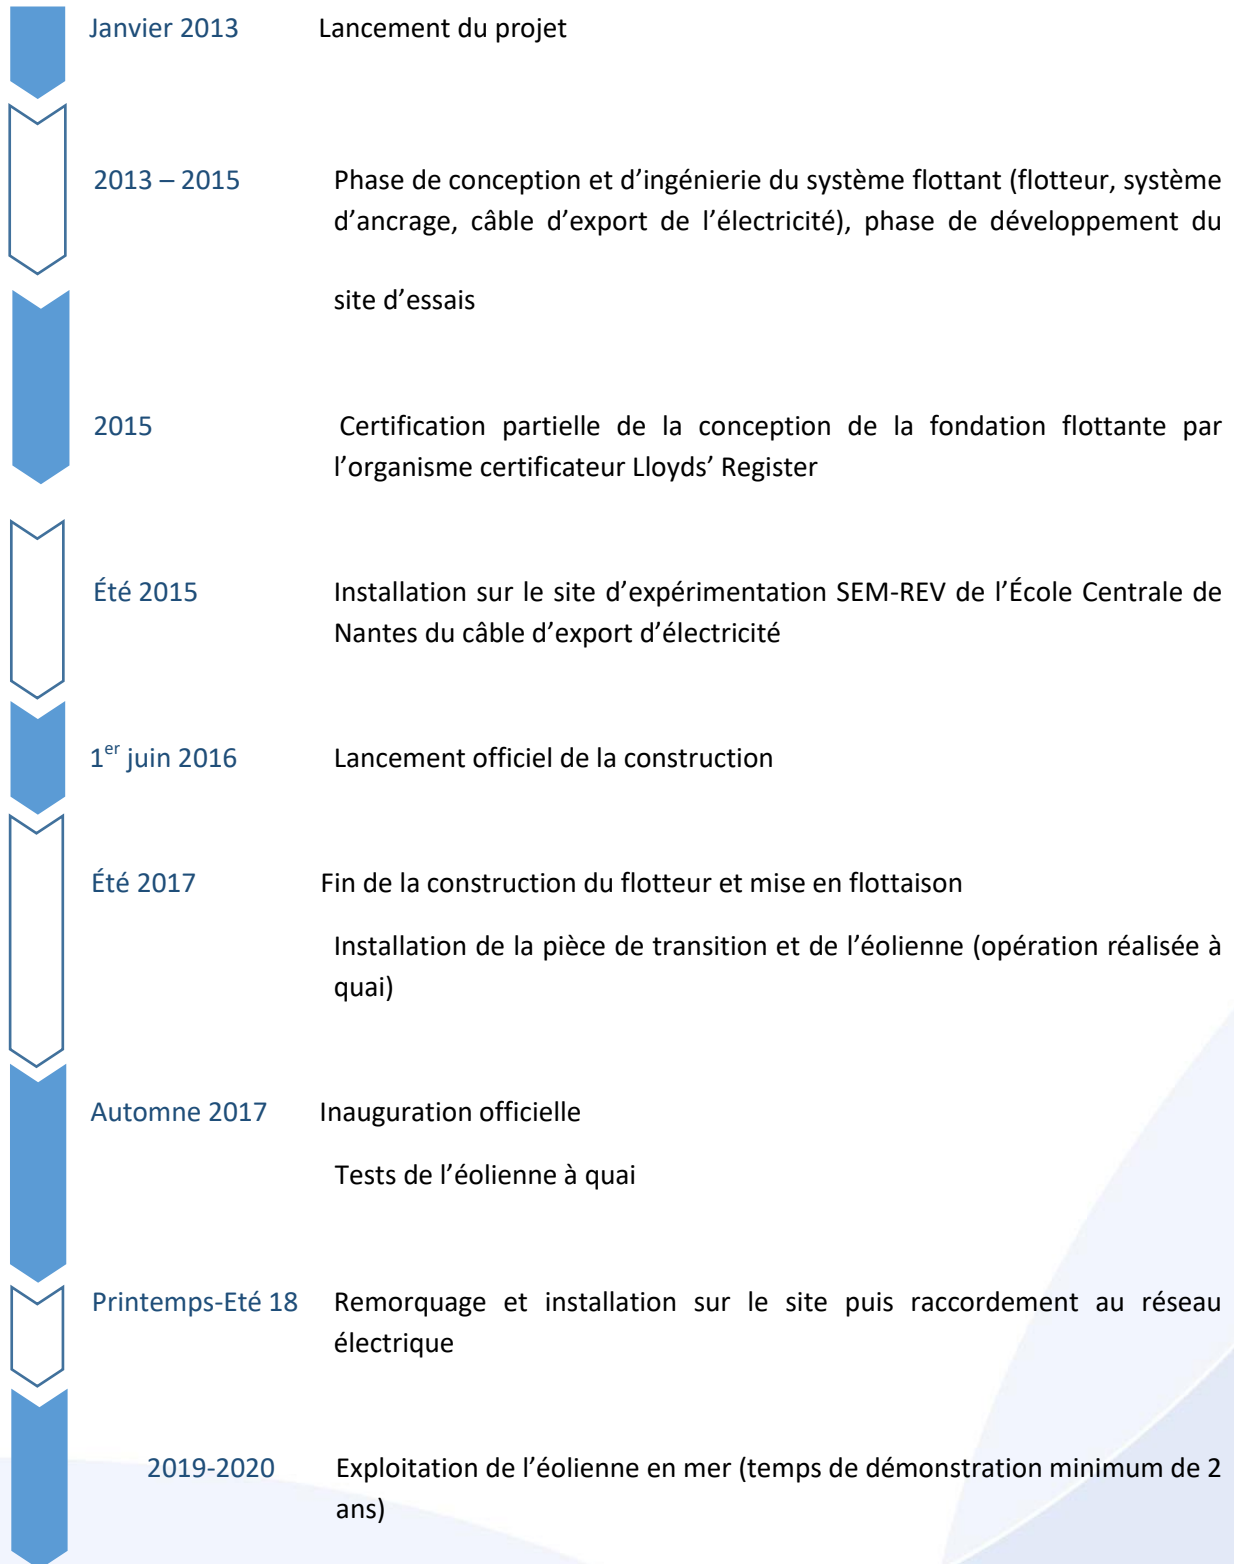 Janvier 2013 Lancement du projet
2013 – 2015 Phase de conception et d’ingénierie du système flottant (flotteur, système
d’ancrage, câble d’export de l’électricité), phase de développement du
site d’essais
2015 Certification partielle de la conception de la fondation flottante par
l’organisme certificateur Lloyds’ Register
Été 2015 Installation sur le site d’expérimentation SEM-REV de l’École Centrale de
Nantes du câble d’export d’électricité
1er juin 2016 Lancement officiel de la construction
Été 2017 Fin de la construction du flotteur et mise en flottaison
Installation de la pièce de transition et de l’éolienne (opération réalisée à
quai)
Automne 2017 Inauguration officielle
Tests de l’éolienne à quai
Printemps-Eté 18 Remorquage et installation sur le site puis raccordement au réseau
électrique
2019-2020 Exploitation de l’éolienne en mer (temps de démonstration minimum de 2
ans)